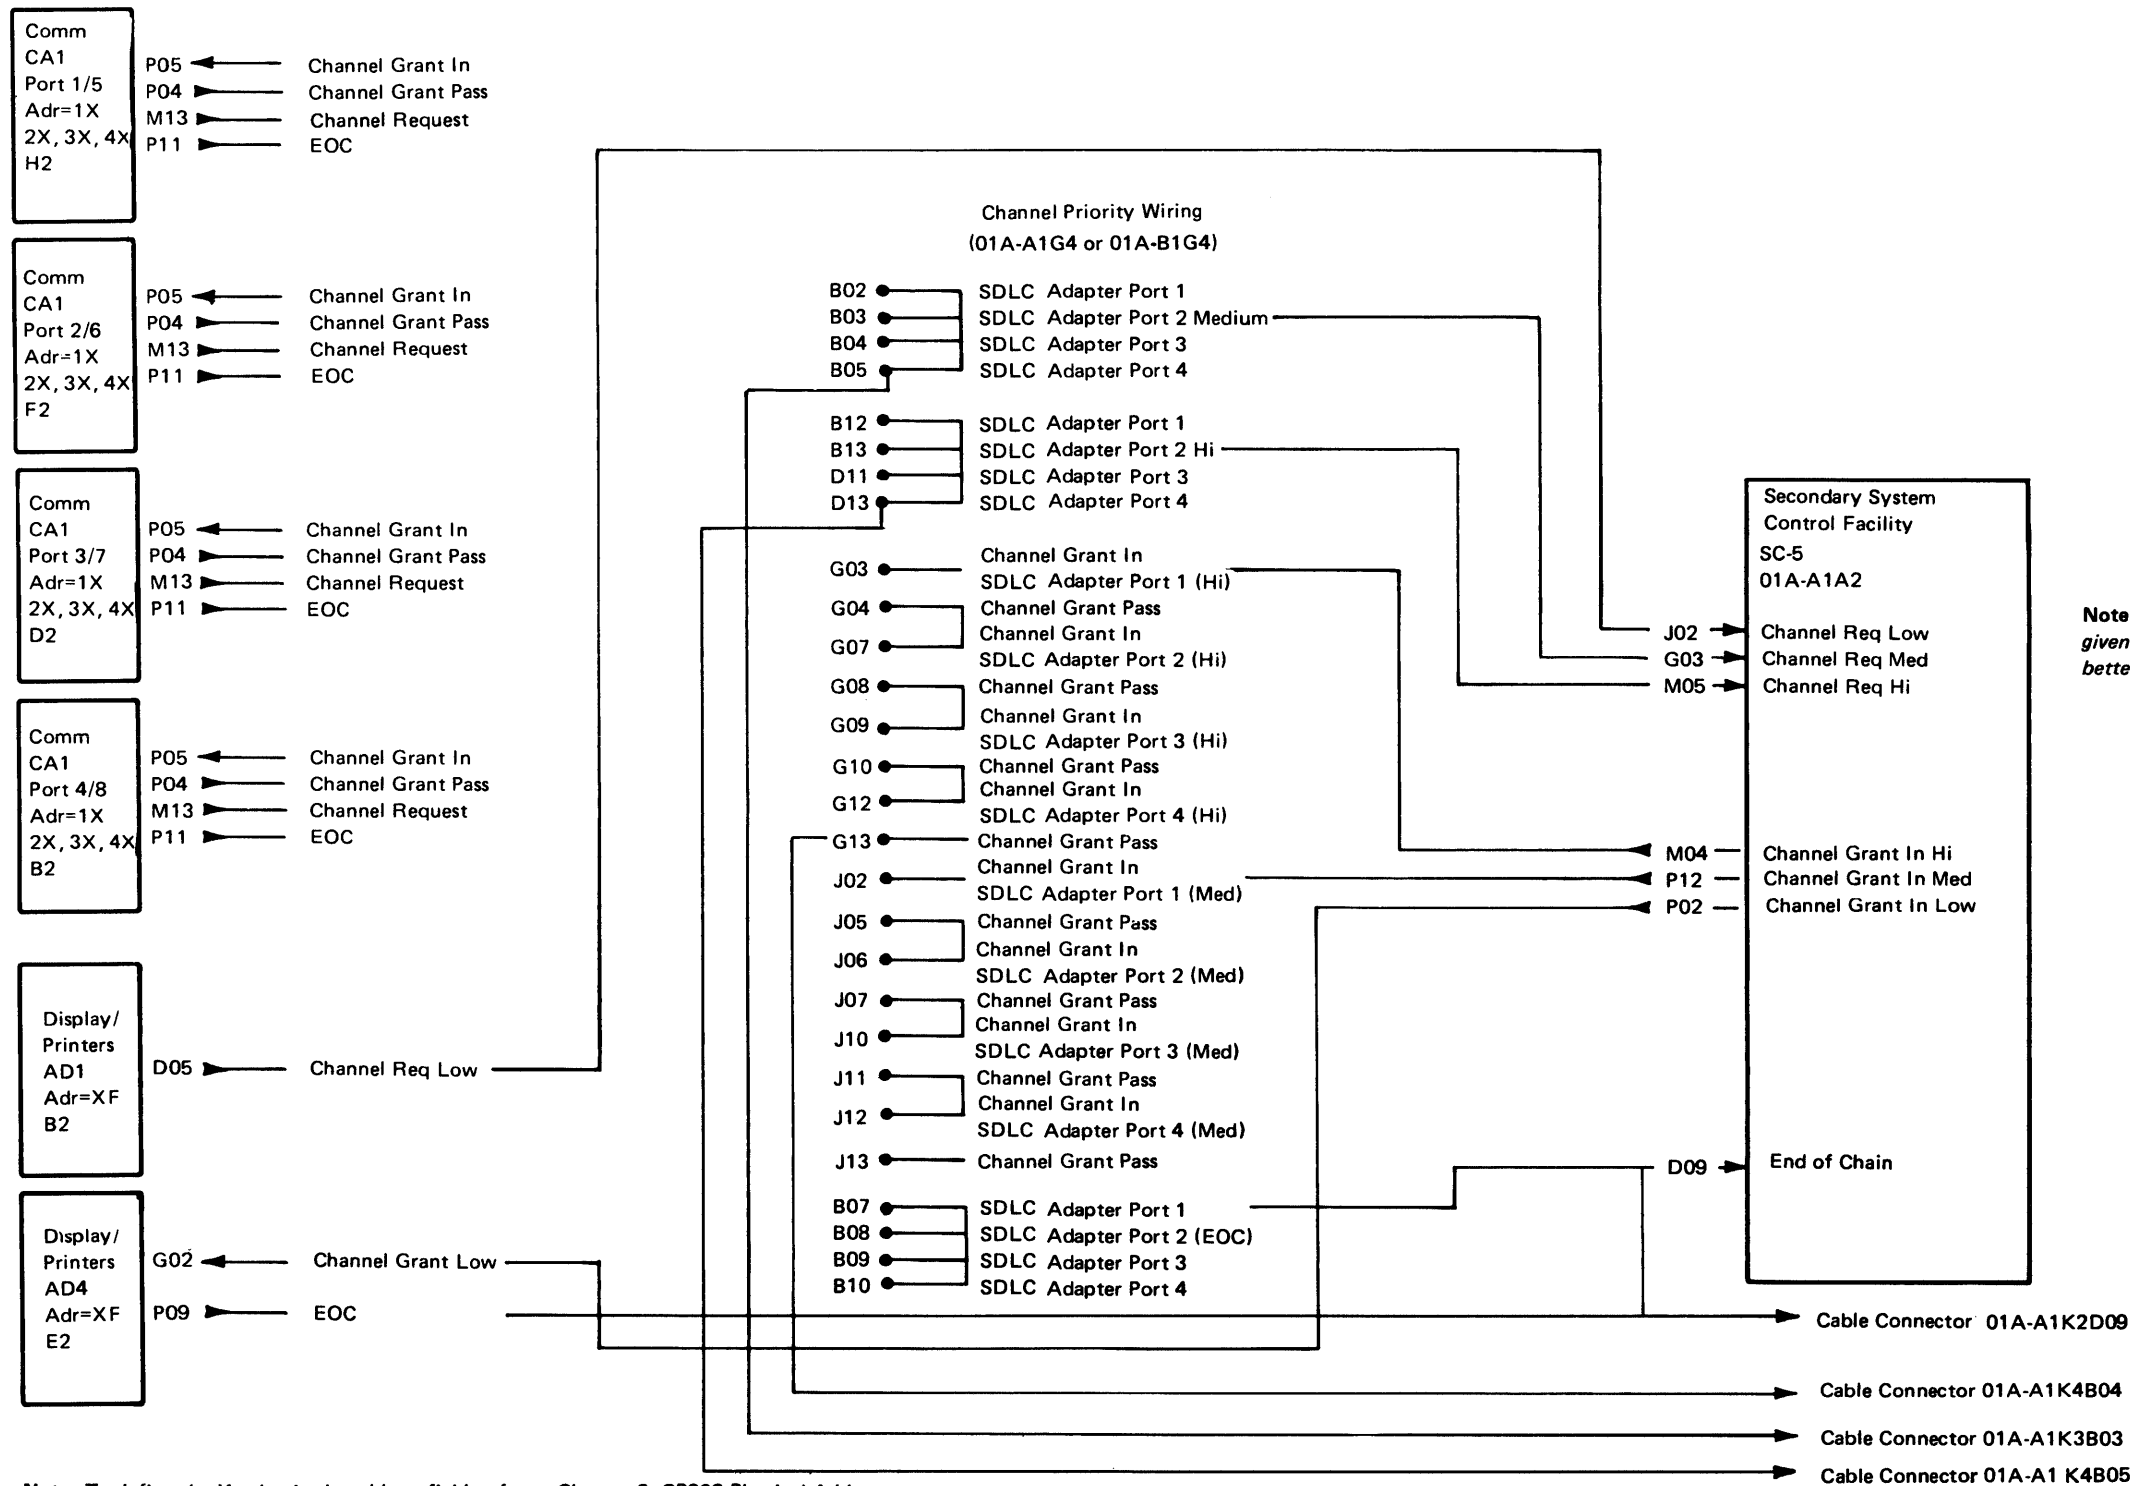 Comm
CA1
Port 1/5
Adr=1X
2X, 3X, 4X
H2
P05 Channel Grant In
P04 Channel Grant Pass
M13 Channel Request
P11 EOC
Comm
CA1
Port 2/6
Adr=1X
2X, 3X, 4X
F2
P05 Channel Grant In
P04 Channel Grant Pass
M13 Channel Request
P11 EOC
Comm
CA1
Port 3/7
Adr=1X
2X, 3X, 4X
D2
P05 Channel Grant In
P04 Channel Grant Pass
M13 Channel Request
P11 EOC
Comm
CA1
Port 4/8
Adr=1X
2X, 3X, 4X
B2
P05 Channel Grant In
P04 Channel Grant Pass
M13 Channel Request
P11 EOC
Display/
Printers
AD1
Adr=XF
B2
D05 Channel Req Low
Display/
Printers
AD4
Adr=XF
E2
G02 Channel Grant Low
P09 EOC
Channel Priority Wiring
(01A-A1G4 or 01A-B1G4)
B02 SDLC Adapter Port 1
B03 SDLC Adapter Port 2 Medium
B04 SDLC Adapter Port 3
B05 SDLC Adapter Port 4
B12 SDLC Adapter Port 1
B13 SDLC Adapter Port 2 Hi
D11 SDLC Adapter Port 3
D13 SDLC Adapter Port 4
Channel Grant In
G03
SDLC Adapter Port 1 (Hi)
G04 Channel Grant Pass
Channel Grant In
G07
SDLC Adapter Port 2 (Hi)
G08 Channel Grant Pass
Channel Grant In
G09
SDLC Adapter Port 3 (Hi)
G10 Channel Grant Pass
Channel Grant In
G12
SDLC Adapter Port 4 (Hi)
G13 Channel Grant Pass
Channel Grant In
J02
SDLC Adapter Port 1 (Med)
J05 Channel Grant Pass
Channel Grant In
J06
SDLC Adapter Port 2 (Med)
J07 Channel Grant Pass
Channel Grant In
J10
SDLC Adapter Port 3 (Med)
J11 Channel Grant Pass
Channel Grant In
J12
SDLC Adapter Port 4 (Med)
J13 Channel Grant Pass
B07 SDLC Adapter Port 1
B08 SDLC Adapter Port 2 (EOC)
B09 SDLC Adapter Port 3
B10 SDLC Adapter Port 4
Secondary System
Control Facility
SC-5
01A-A1A2
J02 Channel Req Low
G03 Channel Req Med
M05 Channel Req Hi
M04 Channel Grant In Hi
P12 Channel Grant In Med
P02 Channel Grant In Low
D09 End of Chain
Note
given
bette
Cable Connector 01A-A1K2D09
Cable Connector 01A-A1K4B04
Cable Connector 01A-A1K3B03
Cable Connector 01A-A1 K4B05